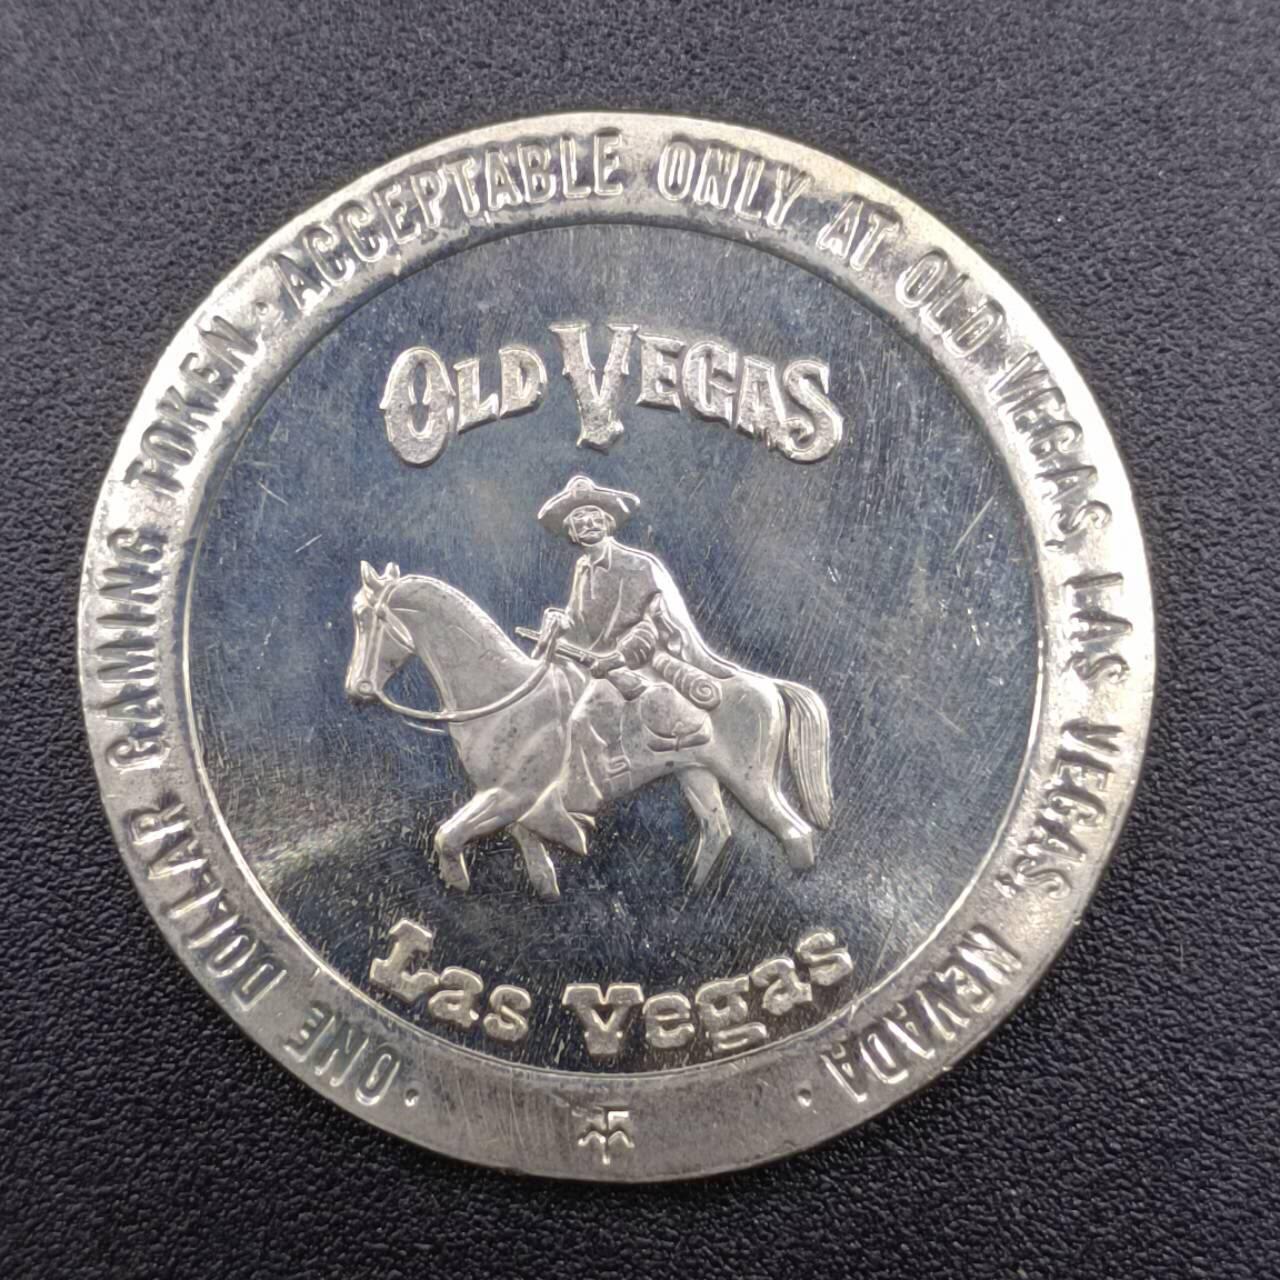 ONE DOLLAR GAMING TOKEN · ACCEPTABLE ONLY AT OLD VEGAS, LAS VEGAS, NEVADA ·
OLD VEGAS
Las Vegas